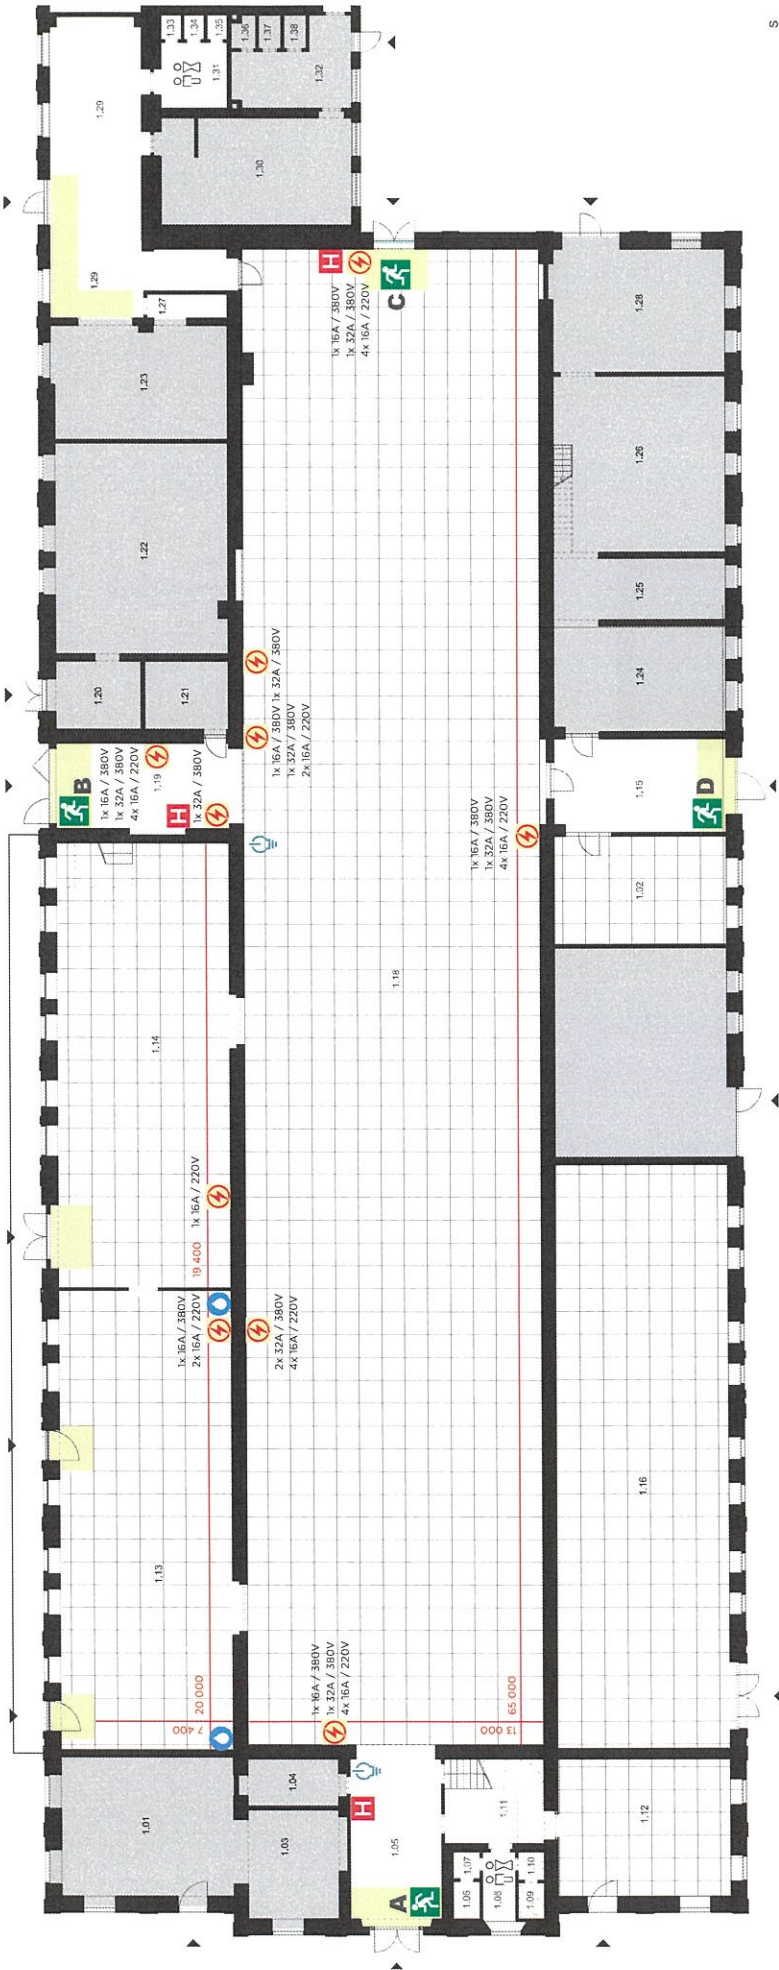 1.01
1.13
1.14
B
1x 16A / 380V
1x 32A / 380V
4x 16A / 220V
1.19
H
1x 32A / 380V
1.20
1.21
1.22
1.23
1.29
1.29
1.27
1.33
1.34
1.35
1.31
1.36
1.37
1.38
1.32
1.30
7 400
20 000
1x 16A / 380V
2x 16A / 220V
19 400
1x 16A / 220V
1.04
1.03
H
1.05
A
1x 16A / 380V
1x 32A / 380V
4x 16A / 220V
2x 32A / 380V
4x 16A / 220V
1x 16A / 380V 1x 32A / 380V
1x 32A / 380V
2x 16A / 220V
H
1x 16A / 380V
1x 32A / 380V
4x 16A / 220V
C
1.18
1x 16A / 380V
1x 32A / 380V
4x 16A / 220V
65 000
13 000
1.06
1.07
1.08
1.09
1.10
1.11
1.12
1.16
1.02
1.15
D
1.24
1.25
1.26
1.28
S